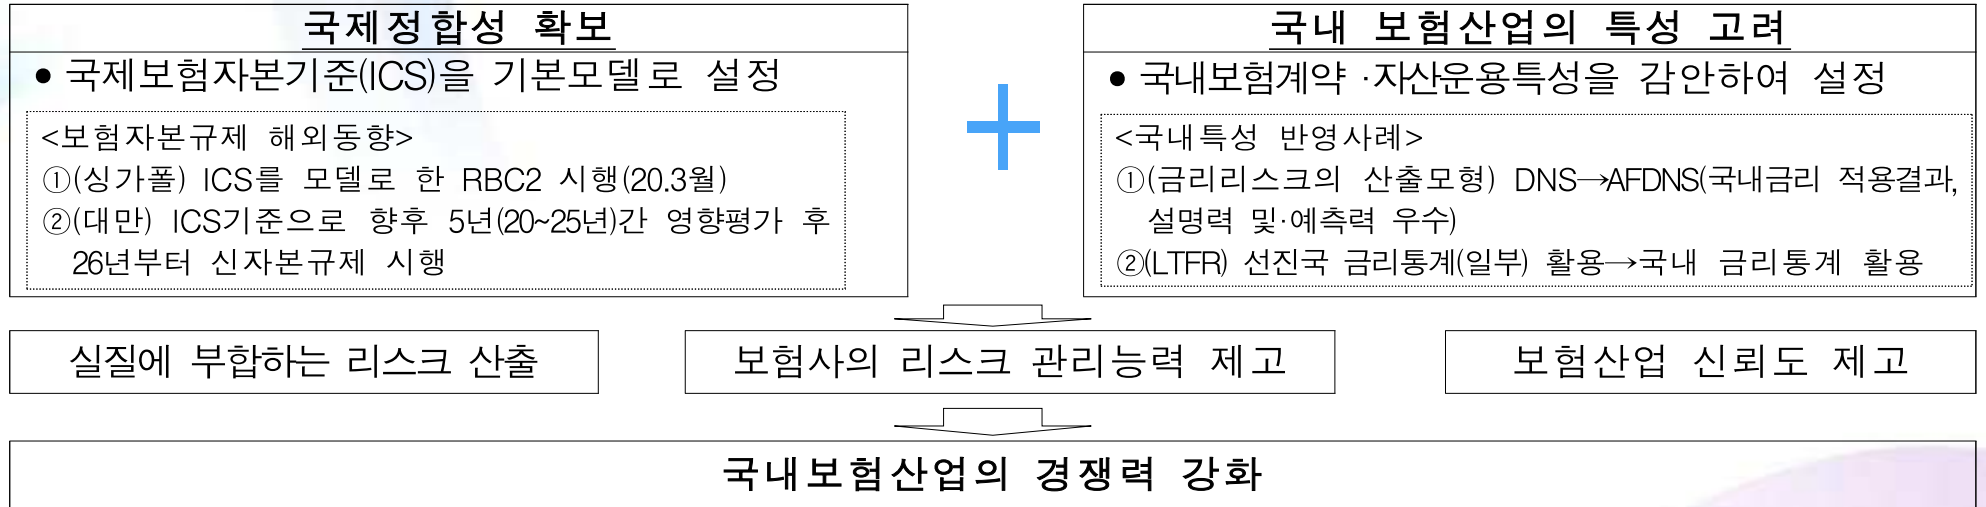 국제정합성 확보
● 국제보험자본기준(ICS)을 기본모델로 설정
<보험자본규제 해외동향>
①(싱가폴) ICS를 모델로 한 RBC2 시행(20.3월)
②(대만) ICS기준으로 향후 5년(20~25년)간 영향평가 후
26년부터 신자본규제 시행
국내 보험산업의 특성 고려
● 국내보험계약·자산운용특성을 감안하여 설정
<국내특성 반영사례>
①(금리리스크의 산출모형) DNS→AFDNS(국내금리 적용결과,
설명력 및·예측력 우수)
②(LTFR) 선진국 금리통계(일부) 활용→국내 금리통계 활용
실질에 부합하는 리스크 산출
보험사의 리스크 관리능력 제고
보험산업 신뢰도 제고
국내보험산업의 경쟁력 강화